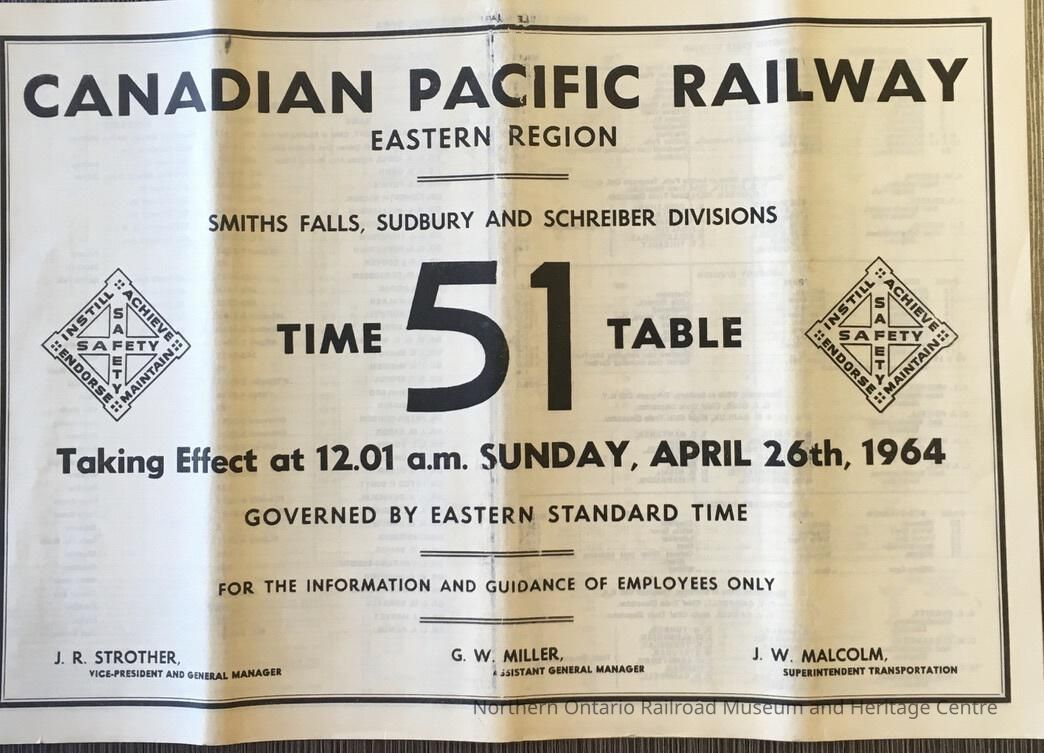 CANADIAN PACIFIC RAILWAY
EASTERN REGION
SMITHS FALLS, SUDBURY AND SCHREIBER DIVISIONS
INSTILL ACHIEVE
SAFETY
SAFETY
ENDORSE MAINTAIN
TIME 51 TABLE
INSTILL ACHIEVE
SAFETY
SAFETY
ENDORSE MAINTAIN
Taking Effect at 12.01 a.m. SUNDAY, APRIL 26th, 1964
GOVERNED BY EASTERN STANDARD TIME
FOR THE INFORMATION AND GUIDANCE OF EMPLOYEES ONLY
J. R. STROTHER,
VICE-PRESIDENT AND GENERAL MANAGER
G. W. MILLER,
ASSISTANT GENERAL MANAGER
J. W. MALCOLM,
SUPERINTENDENT TRANSPORTATION
Northern Ontario Railroad Museum and Heritage Centre